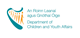 An Roinn Leanaí
agus Gnóthaí Óige
Department of
Children and Youth Affairs